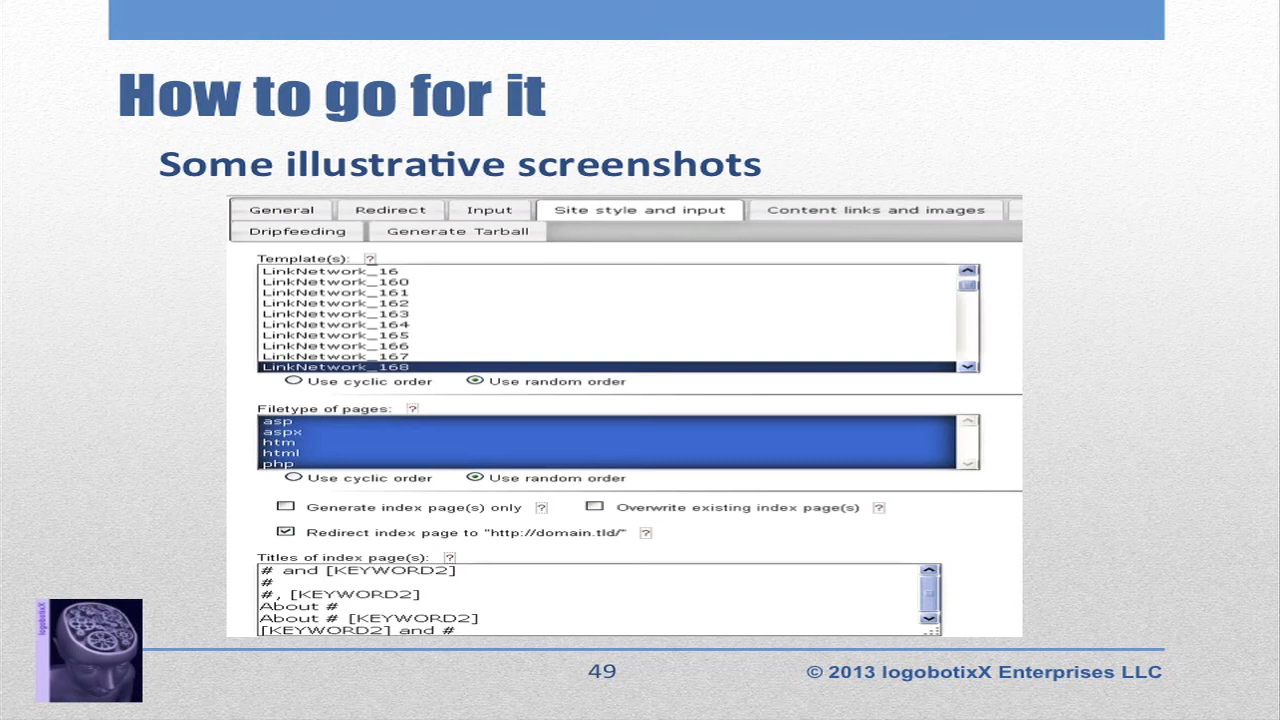 How to go for it
Some illustrative screenshots
General Redirect Input Site style and input Content links and images
Dripfeeding Generate Tarball
Template(s): ?
LinkNetwork_16
LinkNetwork_160
LinkNetwork_161
LinkNetwork_162
LinkNetwork_163
LinkNetwork_164
LinkNetwork_165
LinkNetwork_166
LinkNetwork_167
LinkNetwork_168
Use cyclic order Use random order
Filetype of pages: ?
asp
aspx
htm
html
php
Use cyclic order Use random order
Generate index page(s) only ? Overwrite existing index page(s) ?
Redirect index page to "http://domain.tld/" ?
Titles of index page(s): ?
# and [KEYWORD2]
#
#, [KEYWORD2]
About #
About # [KEYWORD2]
[KEYWORD2] and #
logobotixX
49
© 2013 logobotixX Enterprises LLC